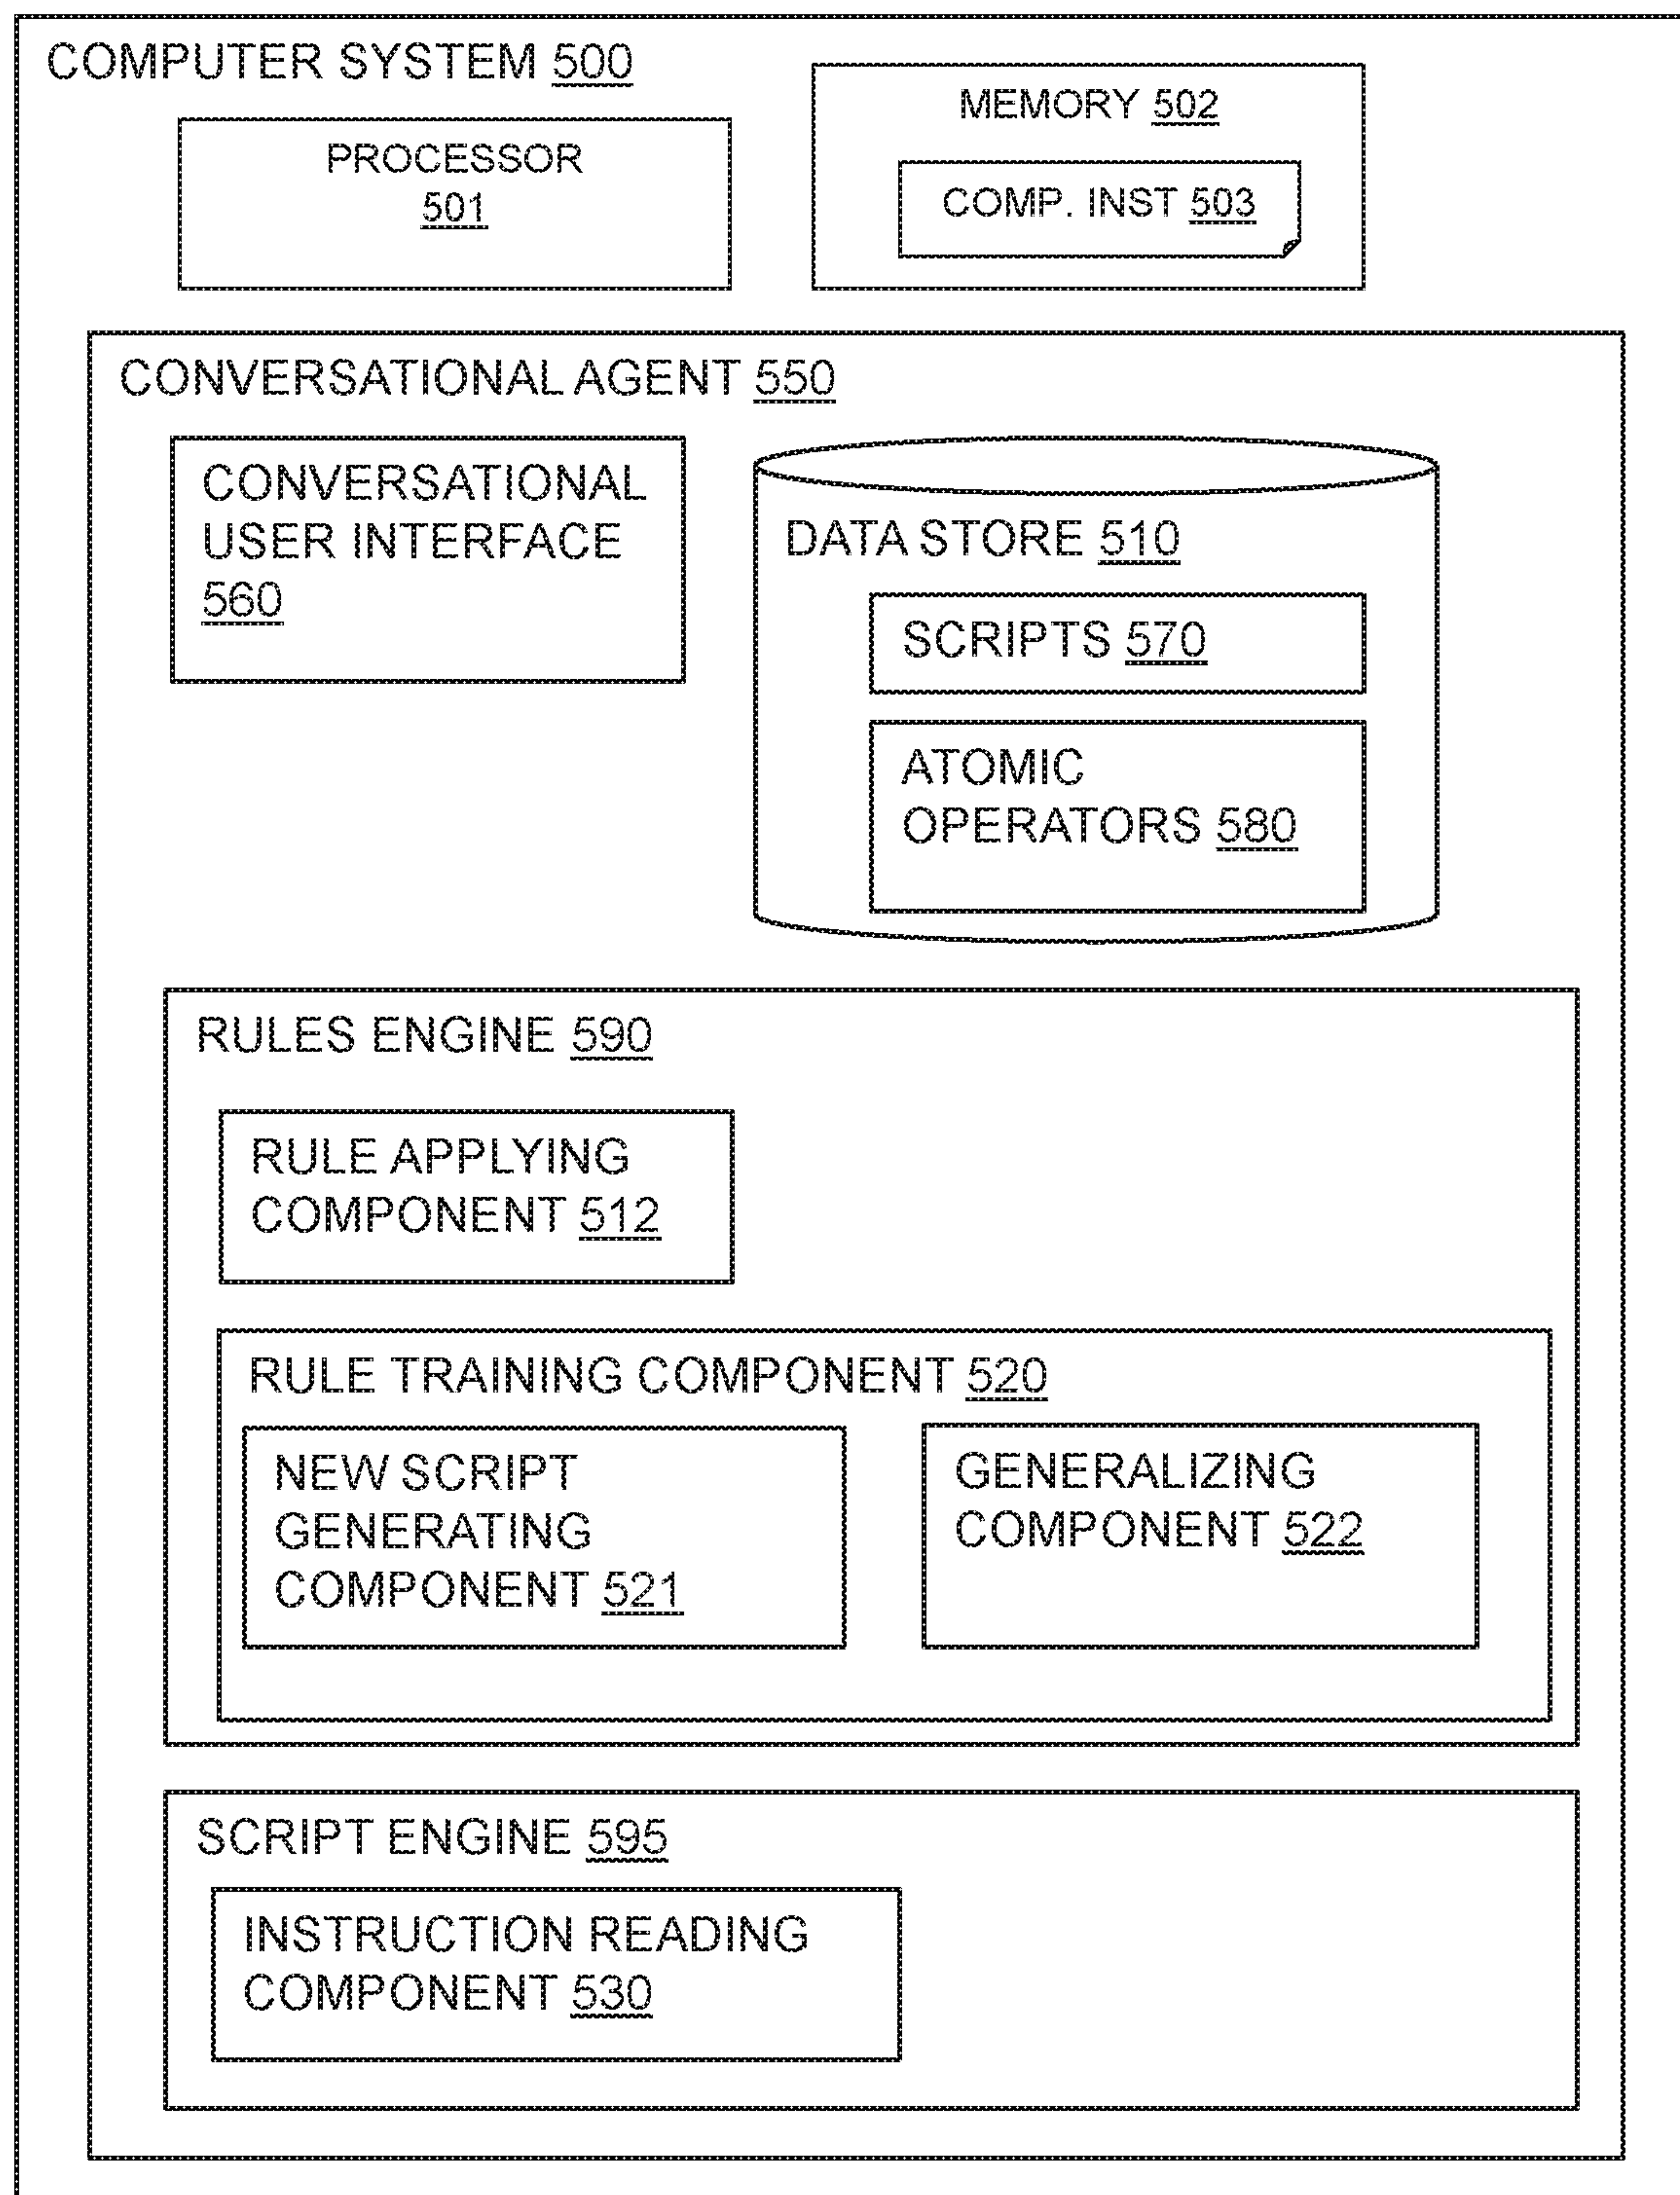 COMPUTER SYSTEM 500
PROCESSOR
501
MEMORY 502
COMP. INST 503
CONVERSATIONAL AGENT 550
CONVERSATIONAL
USER INTERFACE
560
DATA STORE 510
SCRIPTS 570
ATOMIC
OPERATORS 580
RULES ENGINE 590
RULE APPLYING
COMPONENT 512
RULE TRAINING COMPONENT 520
NEW SCRIPT
GENERATING
COMPONENT 521
GENERALIZING
COMPONENT 522
SCRIPT ENGINE 595
INSTRUCTION READING
COMPONENT 530